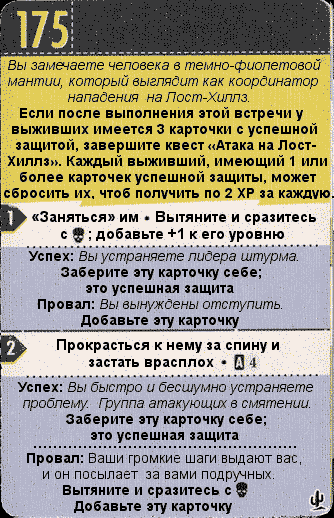 175
Вы замечаете человека в темно-фиолетовой
мантии, который выглядит как координатор
нападения на Лост-Хиллз.
Если после выполнения этой встречи у
выживших имеется 3 карточки с успешной
защитой, завершите квест «Атака на Лост-
Хиллз». Каждый выживший, имеющий 1 или
более карточек успешной защиты, может
сбросить их, чтоб получить по 2 XP за каждую.
1 «Заняться» им • Вытяните и сразитесь
с ; добавьте +1 к его уровню
Успех: Вы устраняете лидера штурма.
Заберите эту карточку себе;
это успешная защита
Провал: Вы вынуждены отступить.
Добавьте эту карточку
2 Прокрасться к нему за спину и
застать врасплох • A 4
Успех: Вы быстро и бесшумно устраняете
проблему. Группа атакующих в смятении.
Заберите эту карточку себе;
это успешная защита
Провал: Ваши громкие шаги выдают вас,
и он посылает за вами подручных.
Вытяните и сразитесь с
Добавьте эту карточку